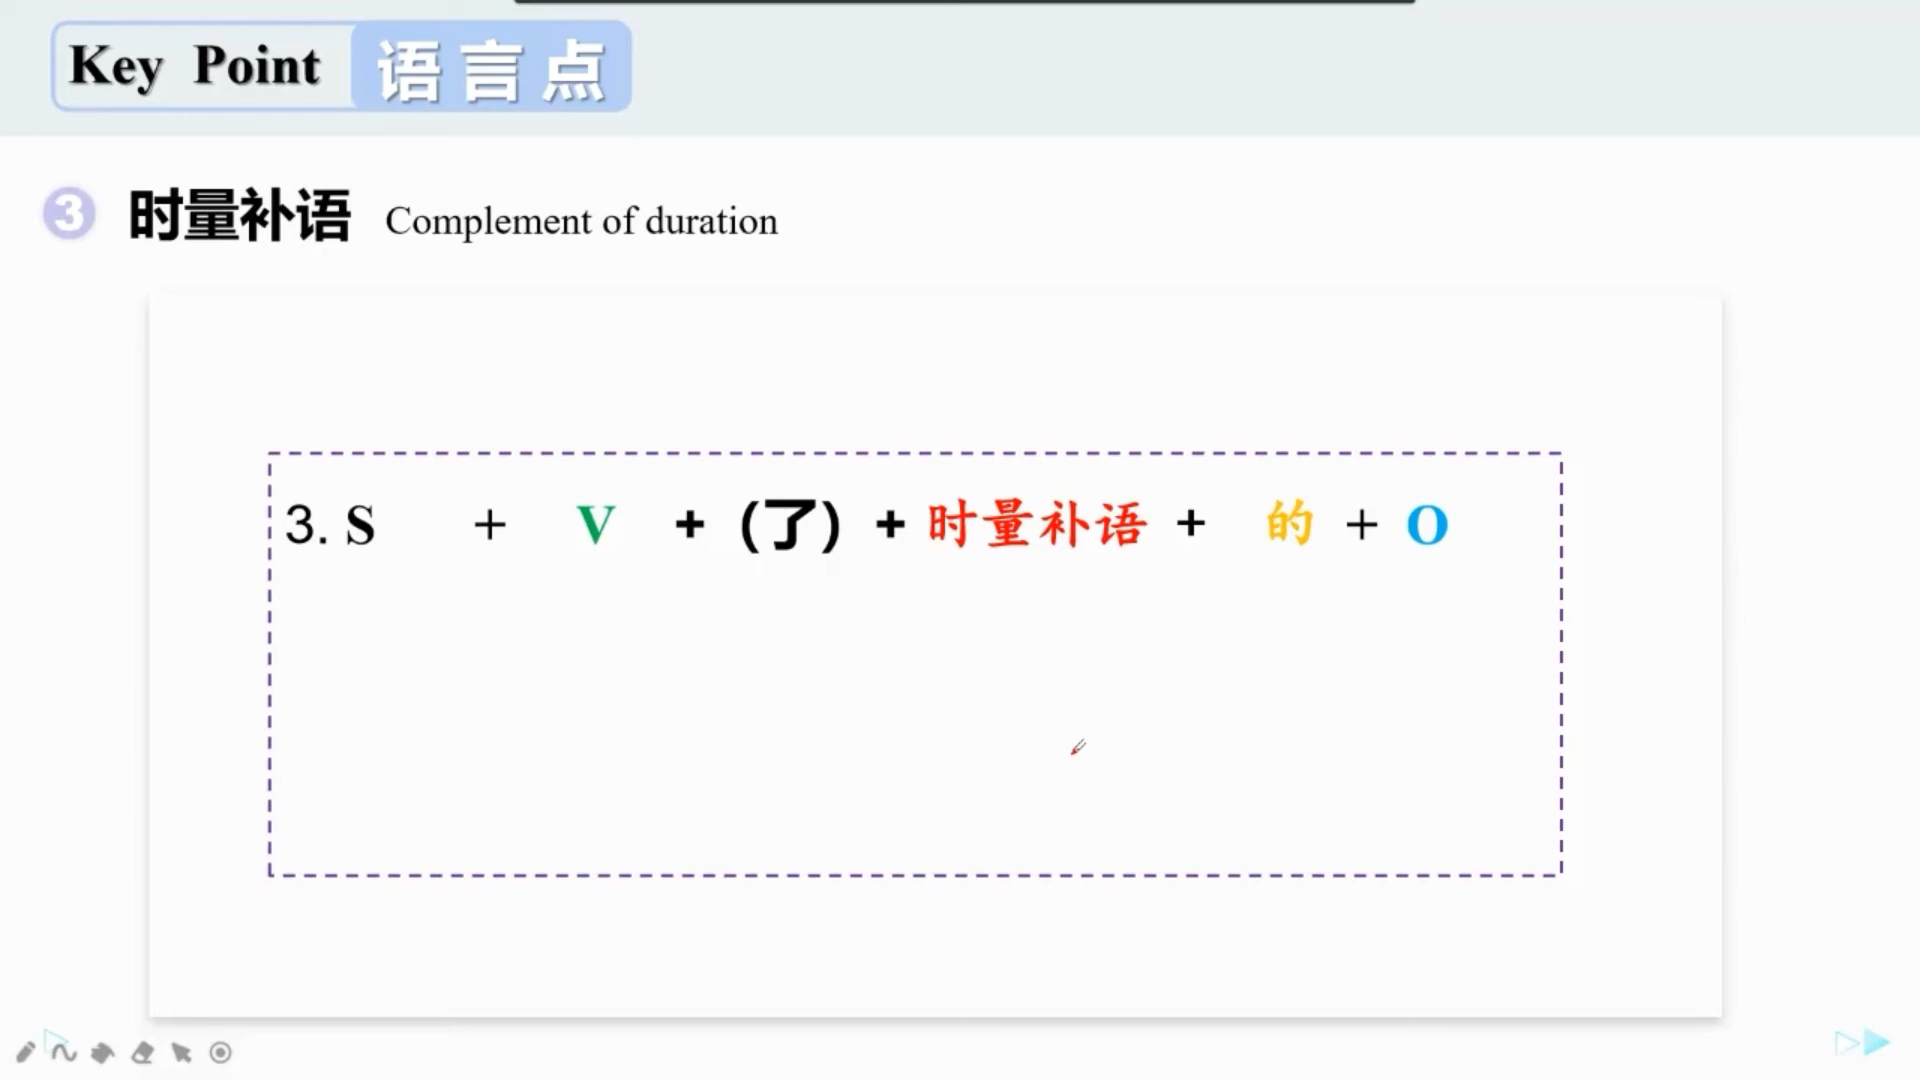 Key Point 语言点
3 时量补语 Complement of duration
3. S + V + (了) + 时量补语 + 的 + O